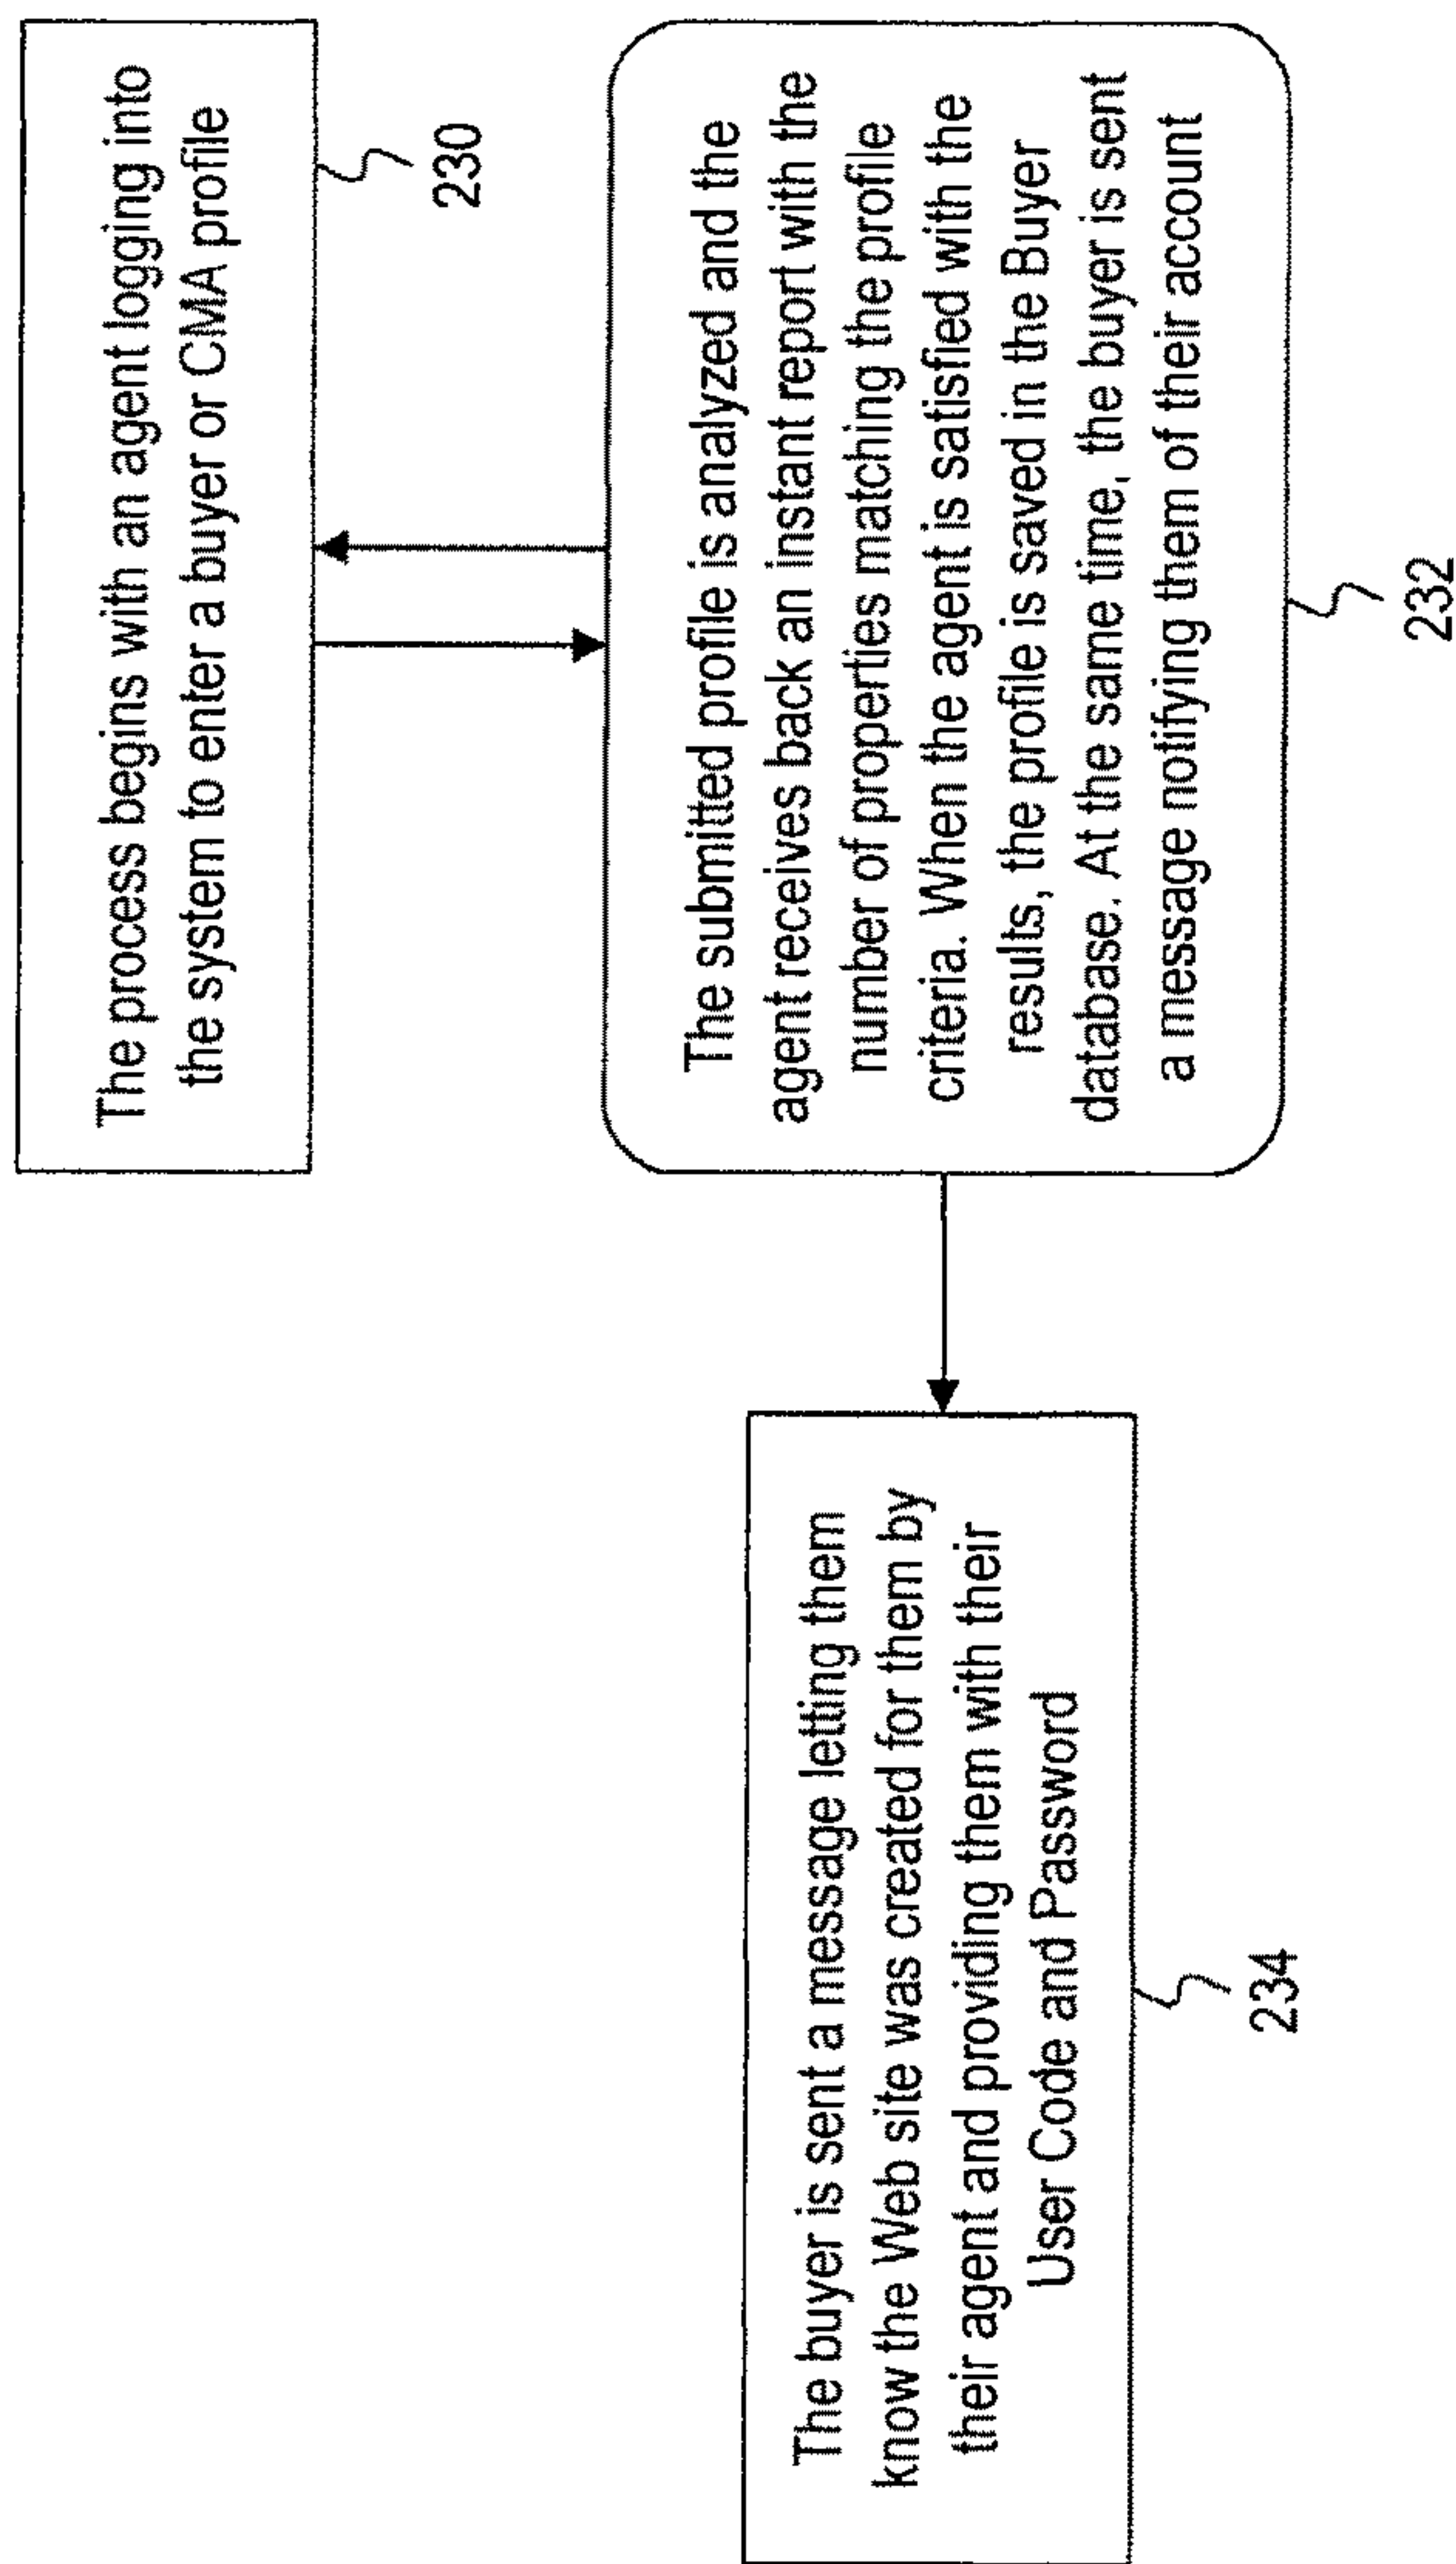 The process begins with an agent logging into
the system to enter a buyer or CMA profile
230
The submitted profile is analyzed and the
agent receives back an instant report with the
number of properties matching the profile
criteria. When the agent is satisfied with the
results, the profile is saved in the Buyer
database. At the same time, the buyer is sent
a message notifying them of their account
232
The buyer is sent a message letting them
know the Web site was created for them by
their agent and providing them with their
User Code and Password
234